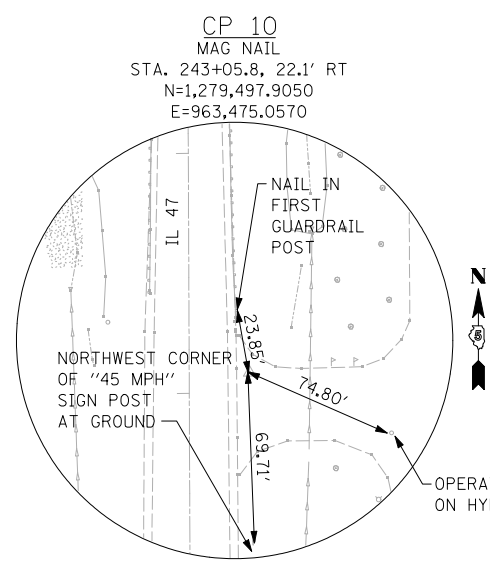 CP 10
MAG NAIL
STA. 243+05.8, 22.1' RT
N=1,279,497.9050
E=963,475.0570
NAIL IN
FIRST
GUARDRAIL
POST
IL 47
N
5
23.85'
NORTHWEST CORNER
OF "45 MPH"
SIGN POST
AT GROUND
74.80'
69.71'
OPERA
ON HY